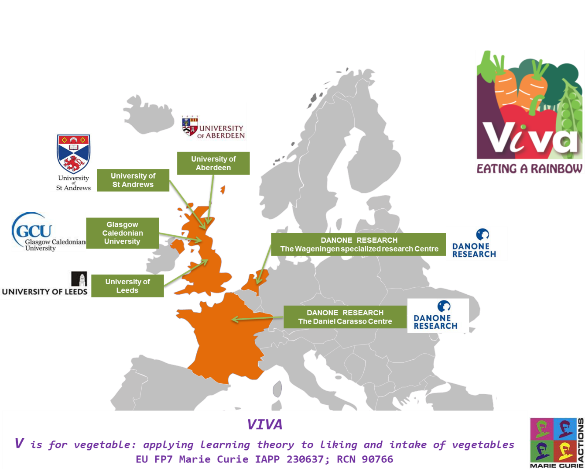 UNIVERSITY
OF ABERDEEN
Viva
EATING A RAINBOW
University of
Aberdeen
University
of
St Andrews
University of
St Andrews
GCU
Glasgow Caledonian
University
Glasgow
Caledonian
University
DANONE RESEARCH
The Wageningen specialized research Centre
DANONE
RESEARCH
UNIVERSITY OF LEEDS
University of
Leeds
DANONE RESEARCH
The Daniel Carasso Centre
DANONE
RESEARCH
VIVA
V is for vegetable: applying learning theory to liking and intake of vegetables
EU FP7 Marie Curie IAPP 230637; RCN 90766
MARIE CURIE
ACTIONS